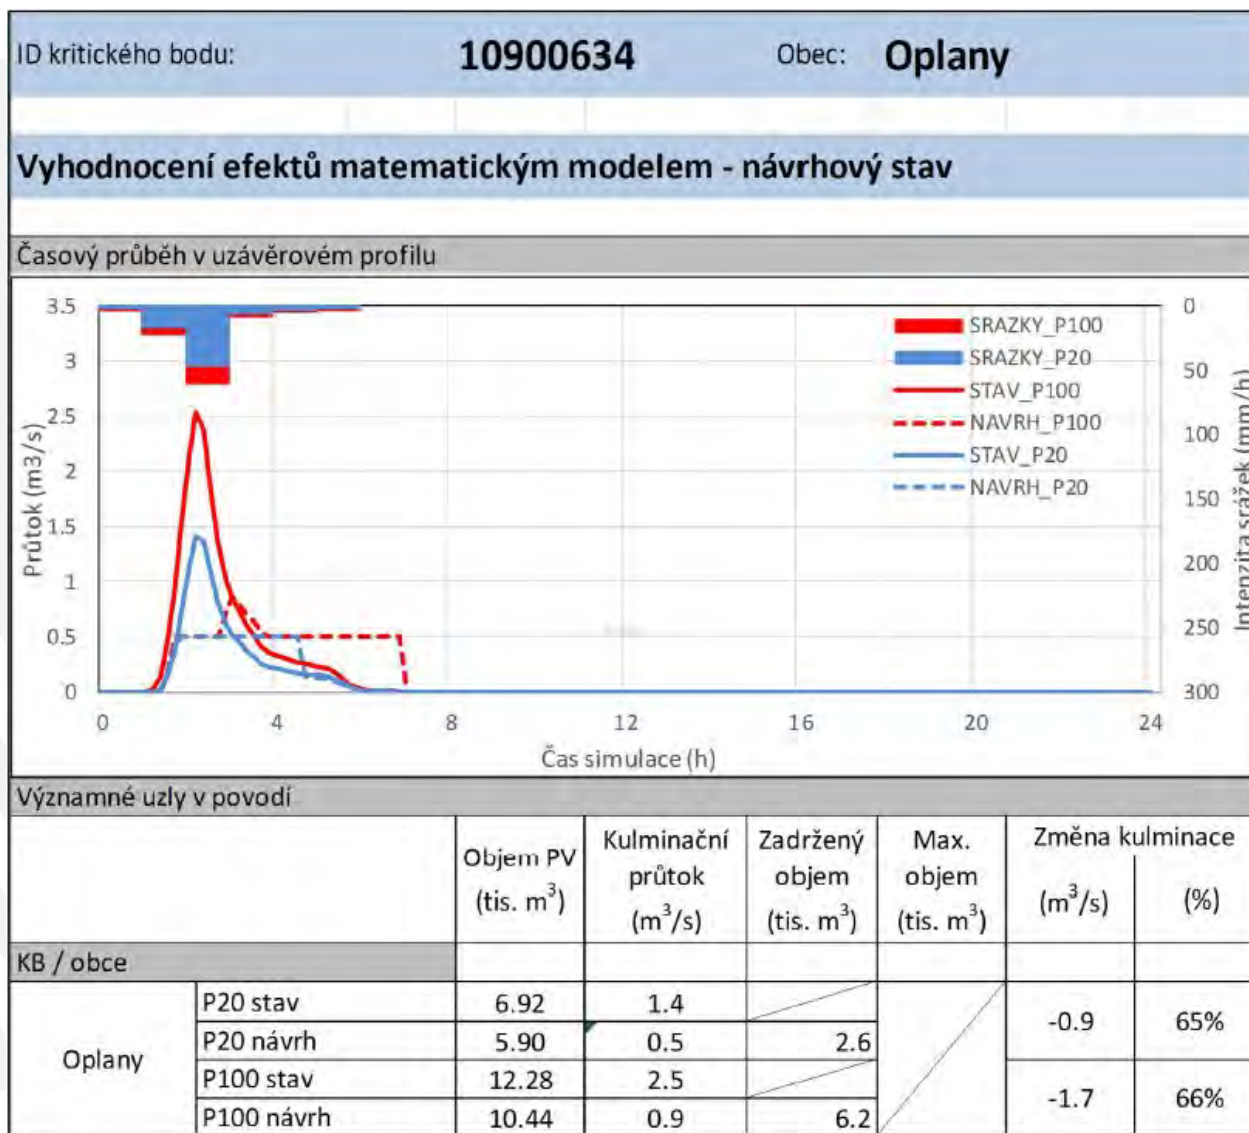 ID kritického bodu: 10900634 Obec: Oplany
Vyhodnocení efektů matematickým modelem - návrhový stav
Časový průběh v uzávěrovém profilu
Průtok (m3/s)
3.5
3
2.5
2
1.5
1
0.5
0
SRAZKY_P100
SRAZKY_P20
STAV_P100
NAVRH_P100
STAV_P20
NAVRH_P20
0
50
100
150
200
250
300
Intenzita srážek (mm/h)
0 4 8 12 16 20 24
Čas simulace (h)
Významné uzly v povodí
Objem PV (tis. m³)
Kulminační průtok (m³/s)
Zadržený objem (tis. m³)
Max. objem (tis. m³)
Změna kulminace
(m³/s) (%)
KB / obce
Oplany
P20 stav 6.92 1.4
P20 návrh 5.90 0.5 2.6
-0.9 65%
P100 stav 12.28 2.5
P100 návrh 10.44 0.9 6.2
-1.7 66%